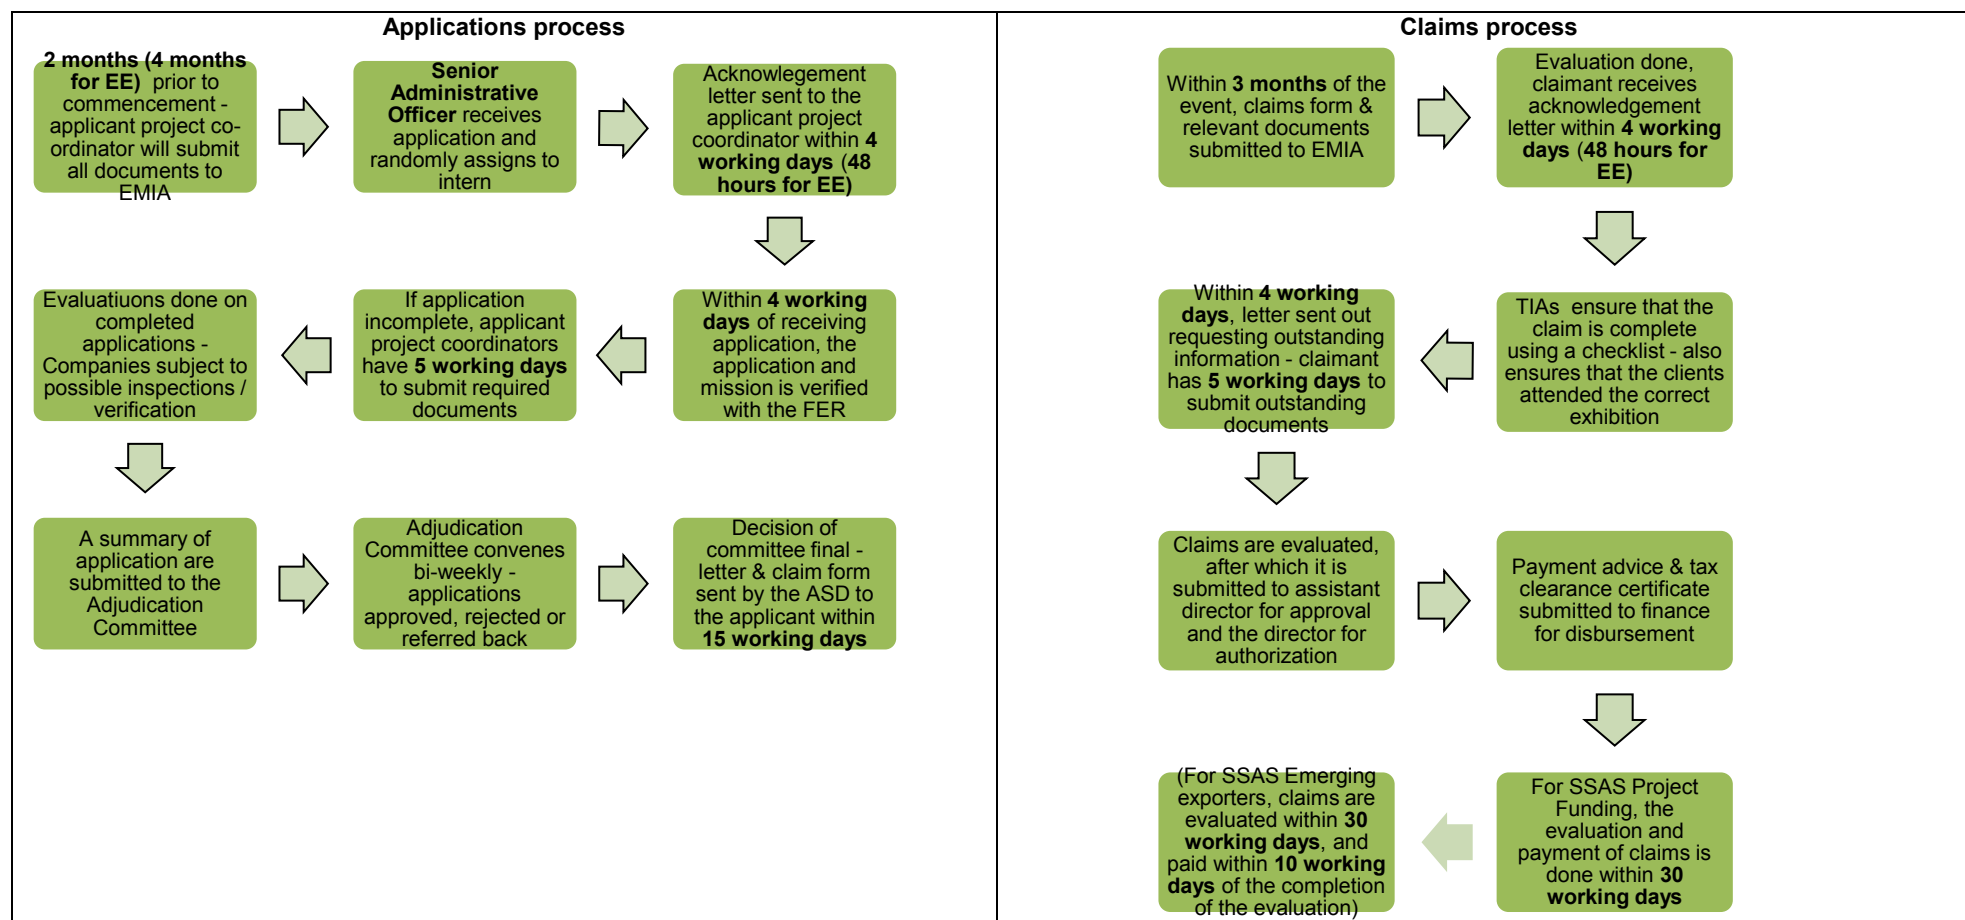 Applications process
2 months (4 months
for EE)  prior to
commencement -
applicant project co-
ordinator will submit
all documents to
EMIA
Senior
Administrative
Officer receives
application and
randomly assigns to
intern
Acknowlegement
letter sent to the
applicant project
coordinator within 4
working days (48
hours for EE)
Within 4 working
days of receiving
application, the
application and
mission is verified
with the FER
If application
incomplete, applicant
project coordinators
have 5 working days
to submit required
documents
Evaluatiuons done on
completed
applications -
Companies subject to
possible inspections /
verification
A summary of
application are
submitted to the
Adjudication
Committee
Adjudication
Committee convenes
bi-weekly -
applications
approved, rejected or
referred back
Decision of
committee final -
letter & claim form
sent by the ASD to
the applicant within
15 working days
Claims process
Within 3 months of the
event, claims form &
relevant documents
submitted to EMIA
Evaluation done,
claimant receives
acknowledgement
letter within 4 working
days (48 hours for
EE)
TIAs  ensure that the
claim is complete
using a checklist - also
ensures that the clients
attended the correct
exhibition
Within 4 working
days, letter sent out
requesting outstanding
information - claimant
has 5 working days to
submit outstanding
documents
Claims are evaluated,
after which it is
submitted to assistant
director for approval
and the director for
authorization
Payment advice & tax
clearance certificate
submitted to finance
for disbursement
For SSAS Project
Funding, the
evaluation and
payment of claims is
done within 30
working days
(For SSAS Emerging
exporters, claims are
evaluated within 30
working days, and
paid within 10 working
days of the completion
of the evaluation)